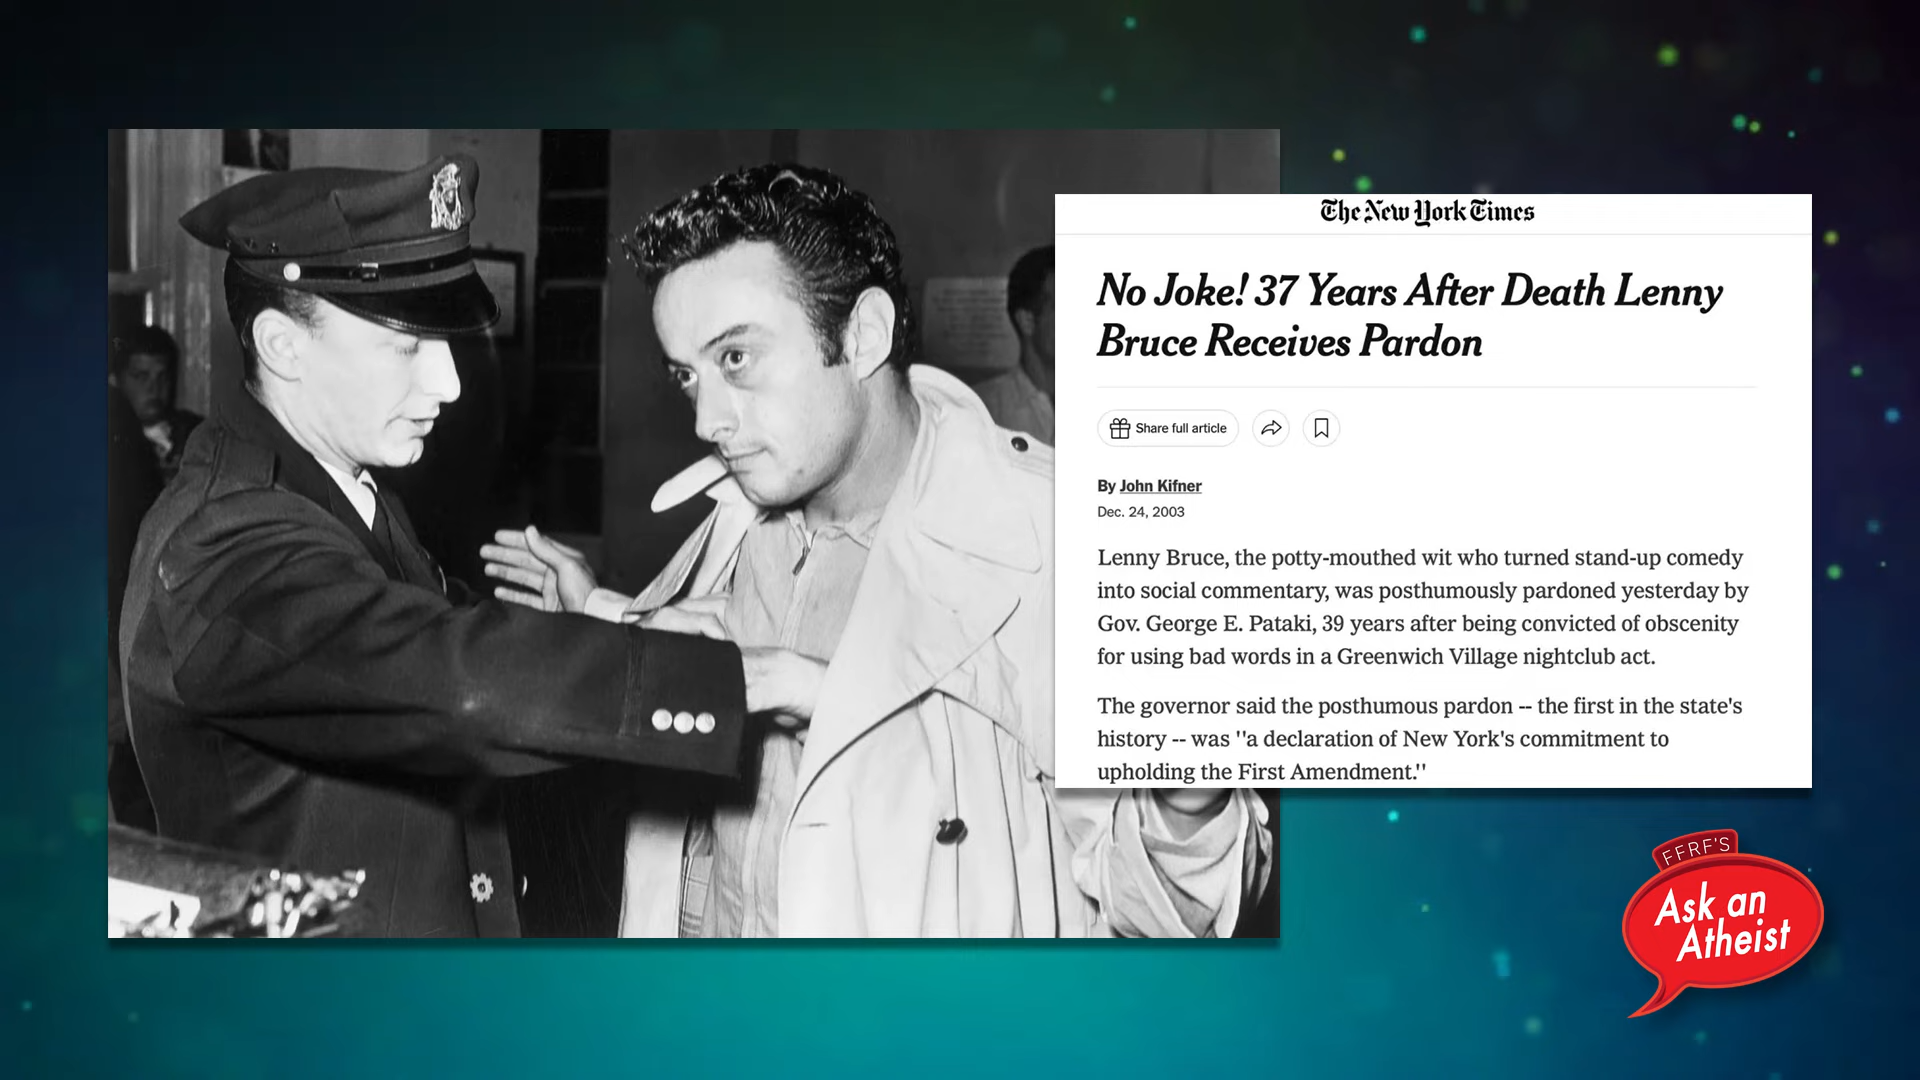 The New York Times
No Joke! 37 Years After Death Lenny
Bruce Receives Pardon
Share full article
By John Kifner
Dec. 24, 2003
Lenny Bruce, the potty-mouthed wit who turned stand-up comedy
into social commentary, was posthumously pardoned yesterday by
Gov. George E. Pataki, 39 years after being convicted of obscenity
for using bad words in a Greenwich Village nightclub act.
The governor said the posthumous pardon -- the first in the state's
history -- was ''a declaration of New York's commitment to
upholding the First Amendment.''
FFRF'S
Ask an
Atheist